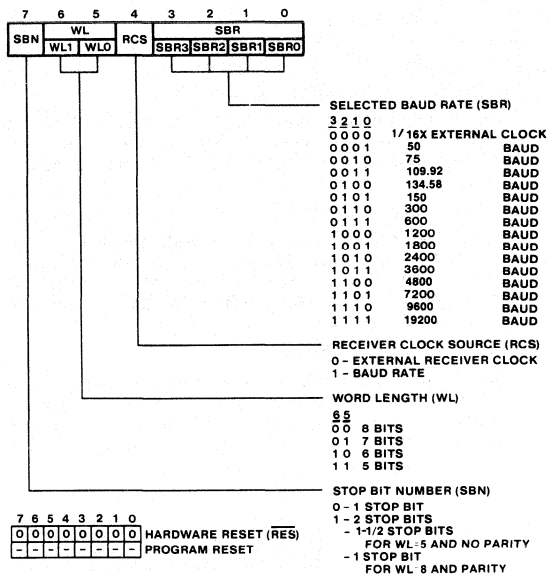 7 6 5 4 3 2 1 0
SBN WL RCS SBR
WL1 WL0 SBR3 SBR2 SBR1 SBR0
SELECTED BAUD RATE (SBR)
3 2 1 0
0 0 0 0 1/16X EXTERNAL CLOCK
0 0 0 1 50 BAUD
0 0 1 0 75 BAUD
0 0 1 1 109.92 BAUD
0 1 0 0 134.58 BAUD
0 1 0 1 150 BAUD
0 1 1 0 300 BAUD
0 1 1 1 600 BAUD
1 0 0 0 1200 BAUD
1 0 0 1 1800 BAUD
1 0 1 0 2400 BAUD
1 0 1 1 3600 BAUD
1 1 0 0 4800 BAUD
1 1 0 1 7200 BAUD
1 1 1 0 9600 BAUD
1 1 1 1 19200 BAUD
RECEIVER CLOCK SOURCE (RCS)
0 - EXTERNAL RECEIVER CLOCK
1 - BAUD RATE
WORD LENGTH (WL)
6 5
0 0 8 BITS
0 1 7 BITS
1 0 6 BITS
1 1 5 BITS
STOP BIT NUMBER (SBN)
0 - 1 STOP BIT
1 - 2 STOP BITS
- 1-1/2 STOP BITS
FOR WL=5 AND NO PARITY
- 1 STOP BIT
FOR WL=8 AND PARITY
7 6 5 4 3 2 1 0
0 0 0 0 0 0 0 0 HARDWARE RESET (RES)
- - - - - - - - PROGRAM RESET